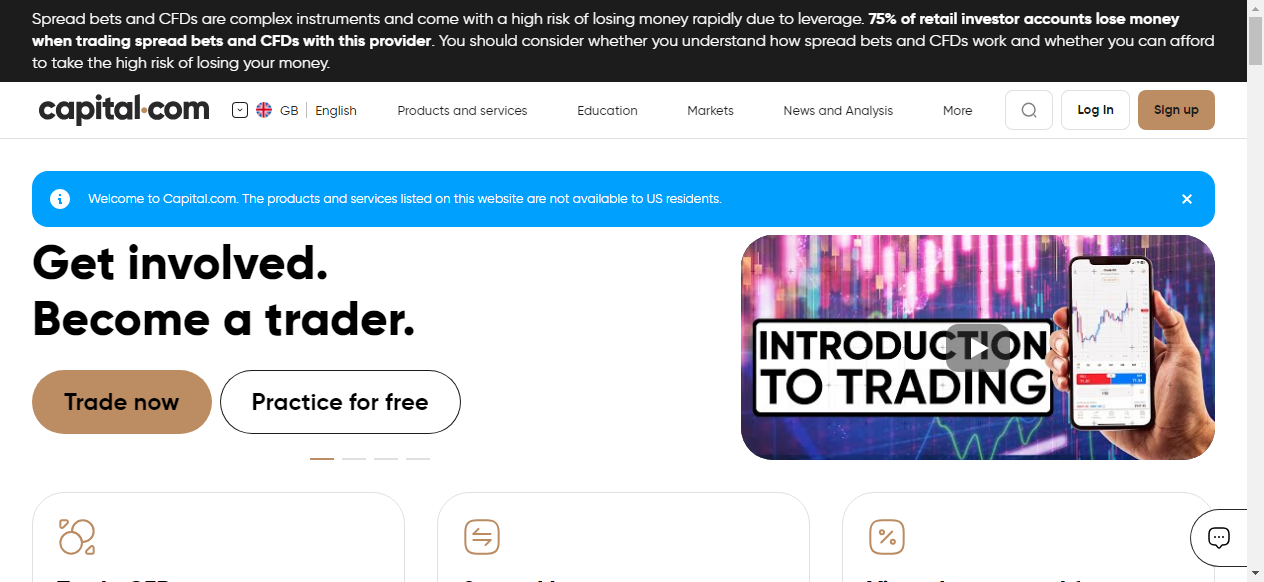 Spread bets and CFDs are complex instruments and come with a high risk of losing money rapidly due to leverage. 75% of retail investor accounts lose money
when trading spread bets and CFDs with this provider. You should consider whether you understand how spread bets and CFDs work and whether you can afford
to take the high risk of losing your money.
capital.com GB English Products and services Education Markets News and Analysis More Log In Sign up
Welcome to Capital.com. The products and services listed on this website are not available to US residents.
Get involved.
Become a trader.
Trade now Practice for free
INTRODUCTION
TO TRADING